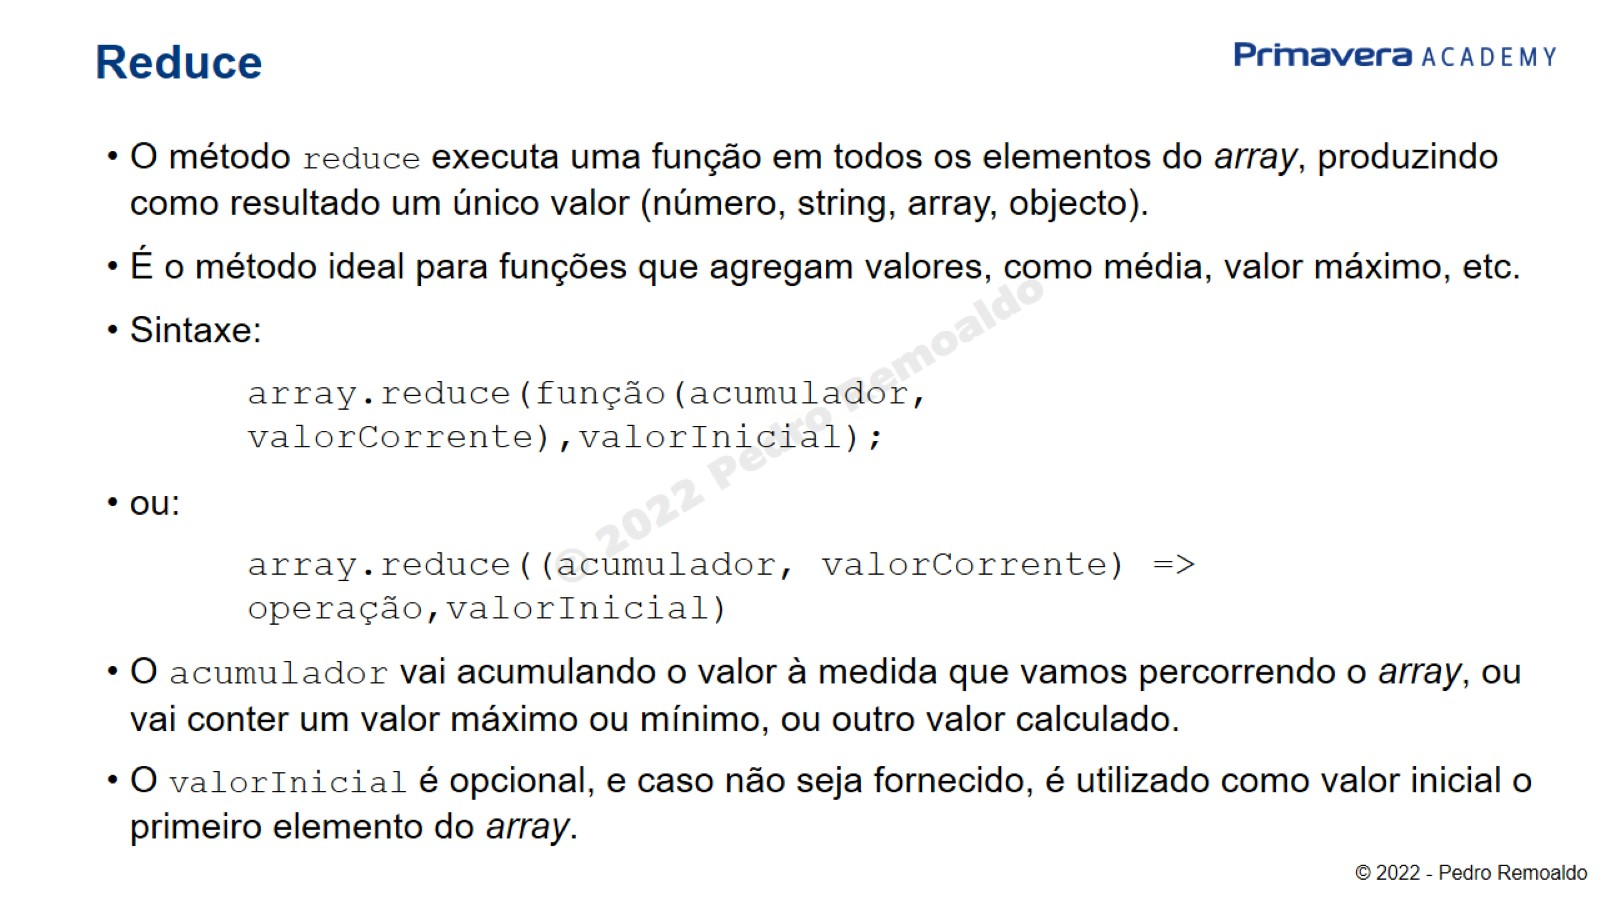 Reduce
Primavera ACADEMY
• O método reduce executa uma função em todos os elementos do array, produzindo
como resultado um único valor (número, string, array, objecto).
• É o método ideal para funções que agregam valores, como média, valor máximo, etc.
• Sintaxe:
array.reduce(função(acumulador,
valorCorrente),valorInicial);
• ou:
array.reduce((acumulador, valorCorrente) =>
operação,valorInicial)
• O acumulador vai acumulando o valor à medida que vamos percorrendo o array, ou
vai conter um valor máximo ou mínimo, ou outro valor calculado.
• O valorInicial é opcional, e caso não seja fornecido, é utilizado como valor inicial o
primeiro elemento do array.
© 2022 Pedro Remoaldo
© 2022 - Pedro Remoaldo